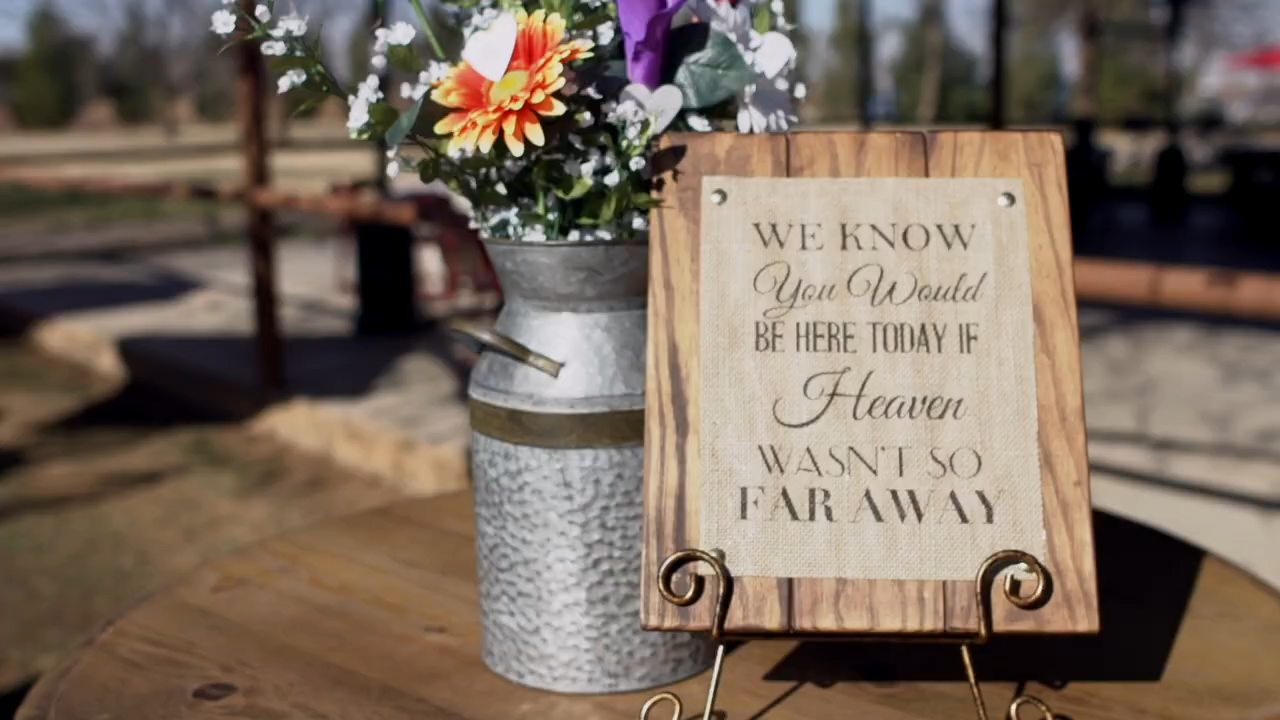 WE KNOW
You Would
BE HERE TODAY IF
Heaven
WASN'T SO
FAR AWAY